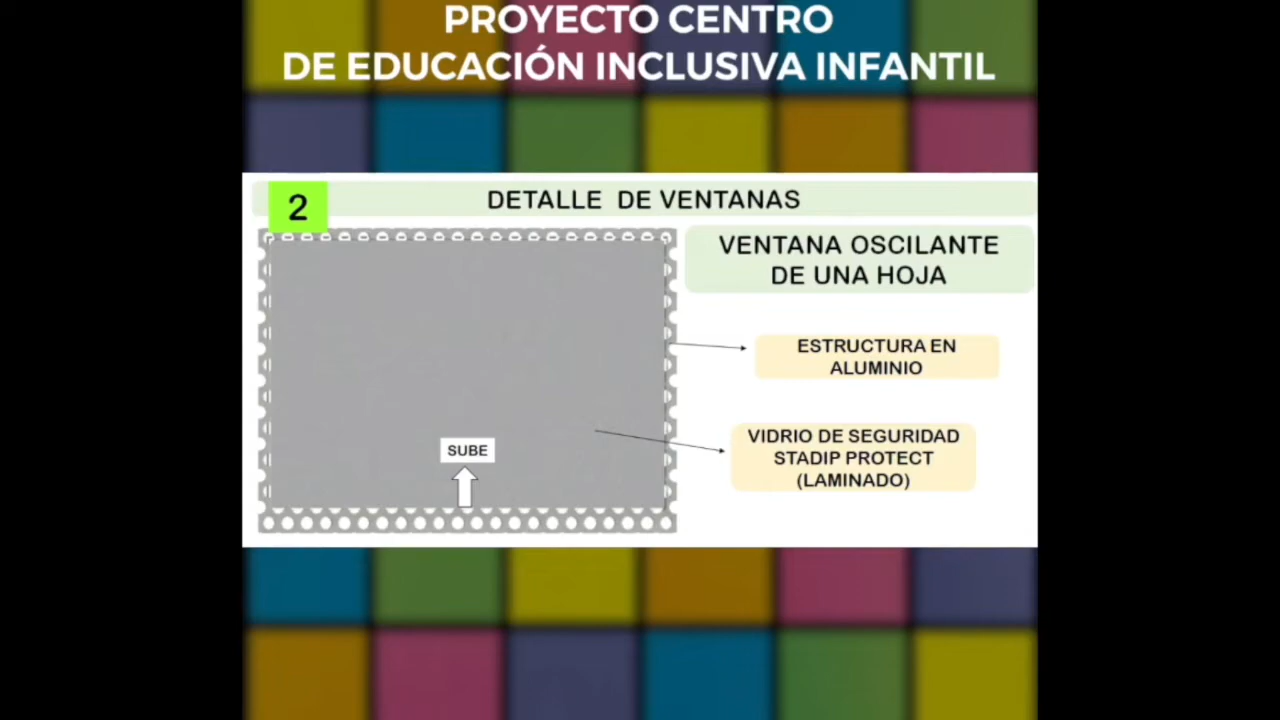 PROYECTO CENTRO
DE EDUCACIÓN INCLUSIVA INFANTIL
2
DETALLE DE VENTANAS
VENTANA OSCILANTE
DE UNA HOJA
ESTRUCTURA EN
ALUMINIO
VIDRIO DE SEGURIDAD
STADIP PROTECT
(LAMINADO)
SUBE